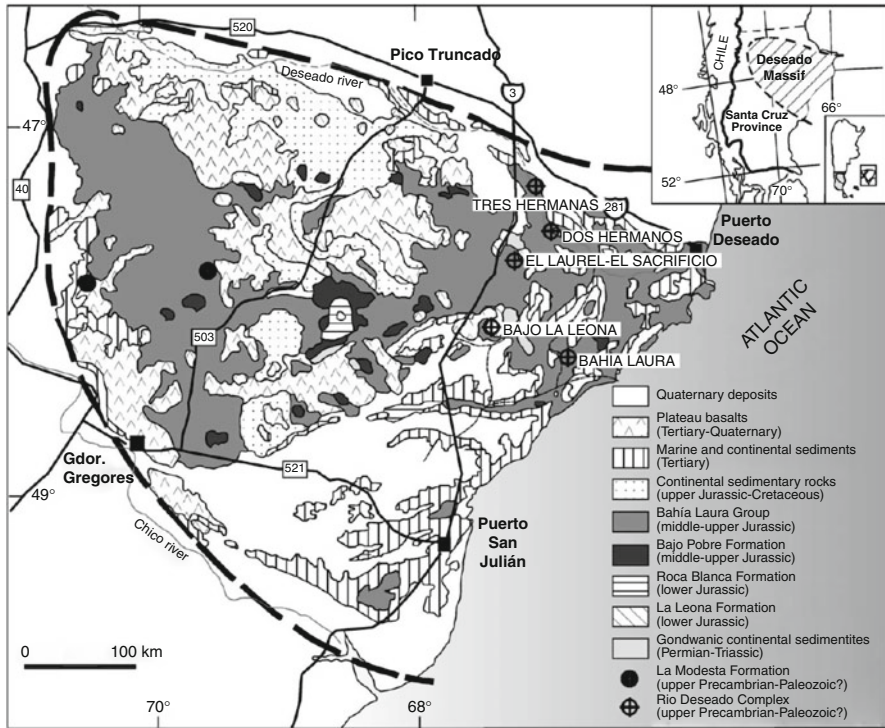 520
Pico Truncado
Deseado river
3
47°
40
TRES HERMANAS
281
DOS HERMANOS
Puerto
Deseado
EL LAUREL-EL SACRIFICIO
BAJO LA LEONA
503
BAHIA LAURA
ATLANTIC
OCEAN
Gdor.
Gregores
521
49°
Chico river
Puerto
San
Julián
0 100 km
70°
68°
CHILE
Deseado
Massif
48°
66°
Santa Cruz
Province
52°
70°
Quaternary deposits
Plateau basalts
(Tertiary-Quaternary)
Marine and continental sediments
(Tertiary)
Continental sedimentary rocks
(upper Jurassic-Cretaceous)
Bahía Laura Group
(middle-upper Jurassic)
Bajo Pobre Formation
(middle-upper Jurassic)
Roca Blanca Formation
(lower Jurassic)
La Leona Formation
(lower Jurassic)
Gondwanic continental sedimentites
(Permian-Triassic)
La Modesta Formation
(upper Precambrian-Paleozoic?)
Rio Deseado Complex
(upper Precambrian-Paleozoic?)